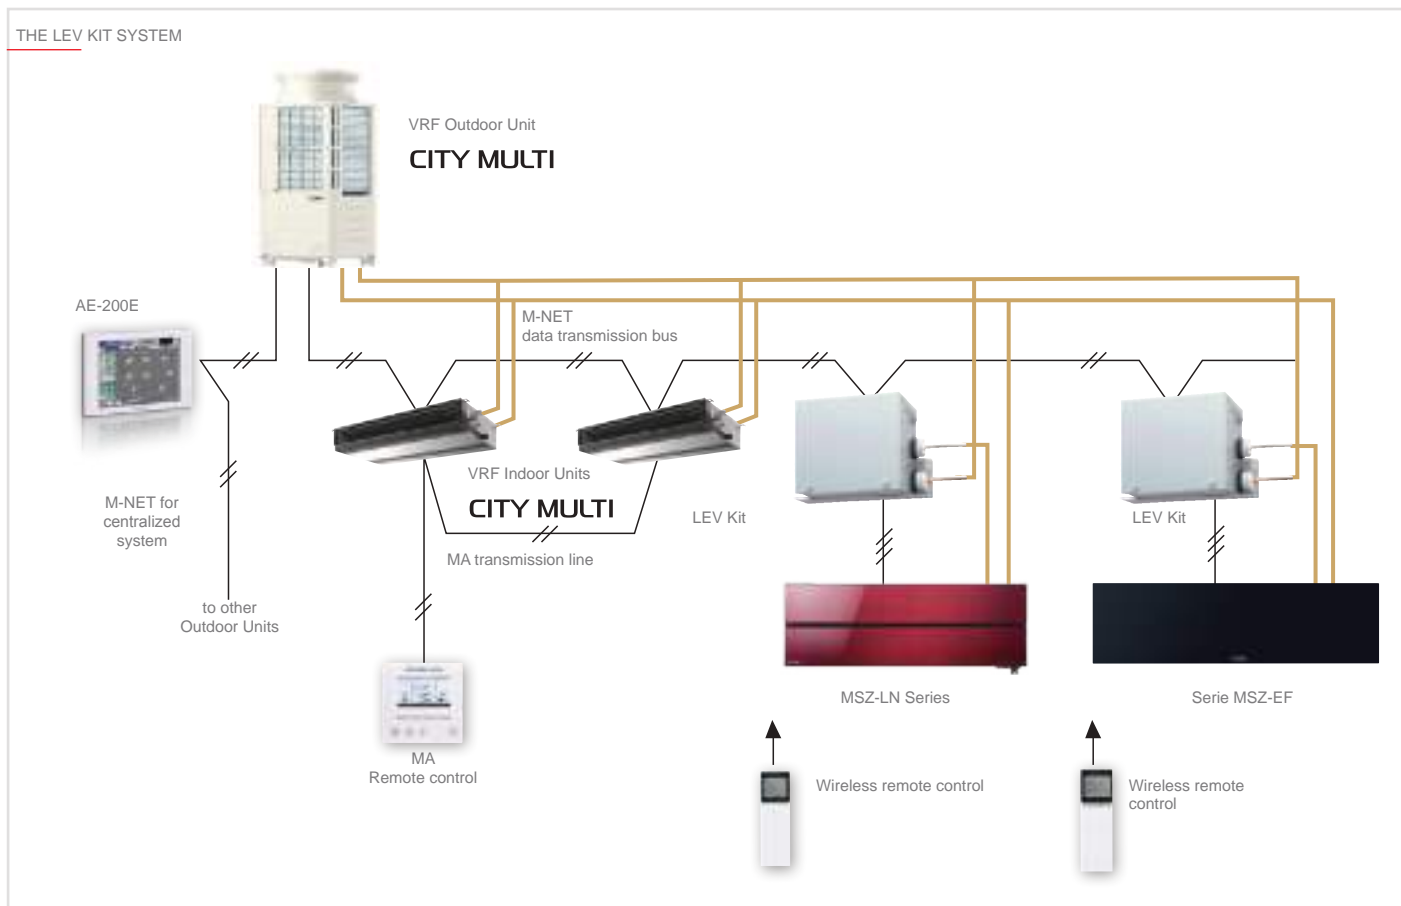 THE LEV KIT SYSTEM
VRF Outdoor Unit
CITY MULTI
AE-200E
M-NET
data transmission bus
VRF Indoor Units
CITY MULTI
LEV Kit
LEV Kit
M-NET for
centralized
system
MA transmission line
to other
Outdoor Units
MSZ-LN Series
Serie MSZ-EF
MA
Remote control
Wireless remote control
Wireless remote
control